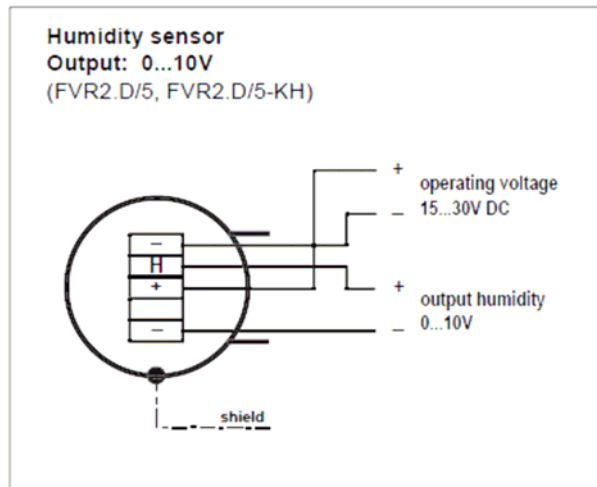 Humidity sensor
Output: 0...10V
(FVR2.D/5, FVR2.D/5-KH)
+
operating voltage
– 15...30V DC
–
H
+
+
output humidity
– 0...10V
–
shield